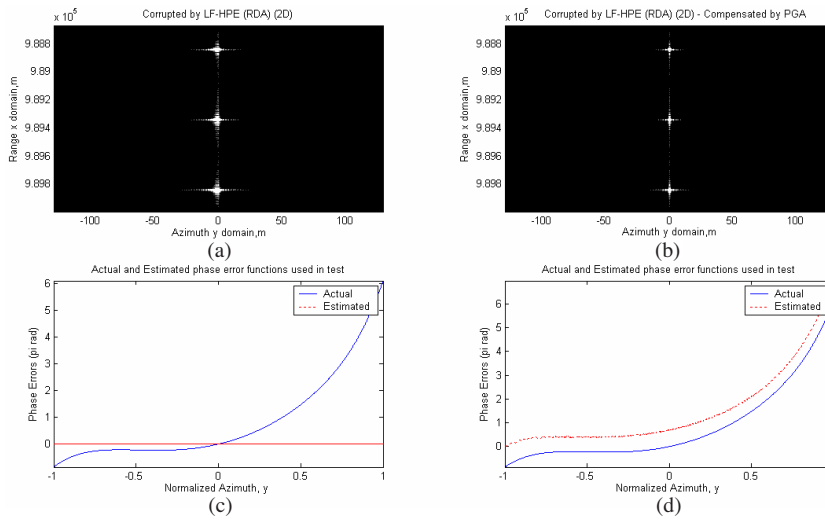 x 10^5
Corrupted by LF-HPE (RDA) (2D)
9.888
9.89
9.892
9.894
9.896
9.898
Range x domain,m
-100
-50
0
50
100
Azimuth y domain,m
(a)
x 10^5
Corrupted by LF-HPE (RDA) (2D) - Compensated by PGA
9.888
9.89
9.892
9.894
9.896
9.898
Range x domain,m
-100
-50
0
50
100
Azimuth y domain,m
(b)
Actual and Estimated phase error functions used in test
6
5
4
3
2
1
0
Phase Errors (pi rad)
Actual
Estimated
-1
-0.5
0
0.5
1
Normalized Azimuth, y
(c)
Actual and Estimated phase error functions used in test
6
5
4
3
2
1
0
Phase Errors (pi rad)
Actual
Estimated
-1
-0.5
0
0.5
Normalized Azimuth, y
(d)